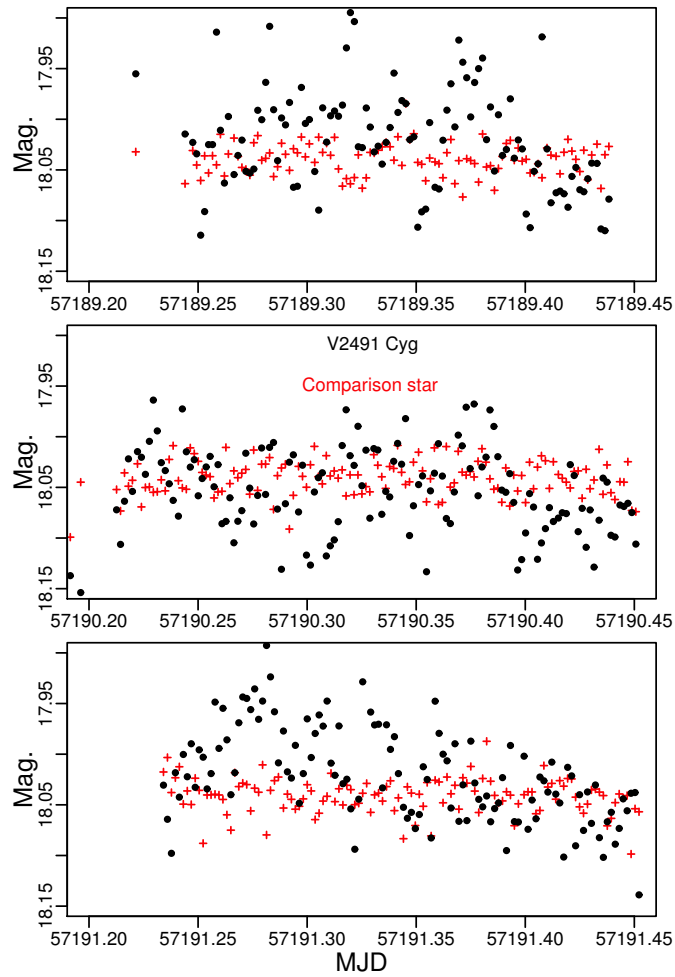 Mag.
17.95
18.05
18.15
57189.20 57189.25 57189.30 57189.35 57189.40 57189.45
V2491 Cyg
Comparison star
Mag.
17.95
18.05
18.15
57190.20 57190.25 57190.30 57190.35 57190.40 57190.45
Mag.
17.95
18.05
18.15
57191.20 57191.25 57191.30 57191.35 57191.40 57191.45
MJD